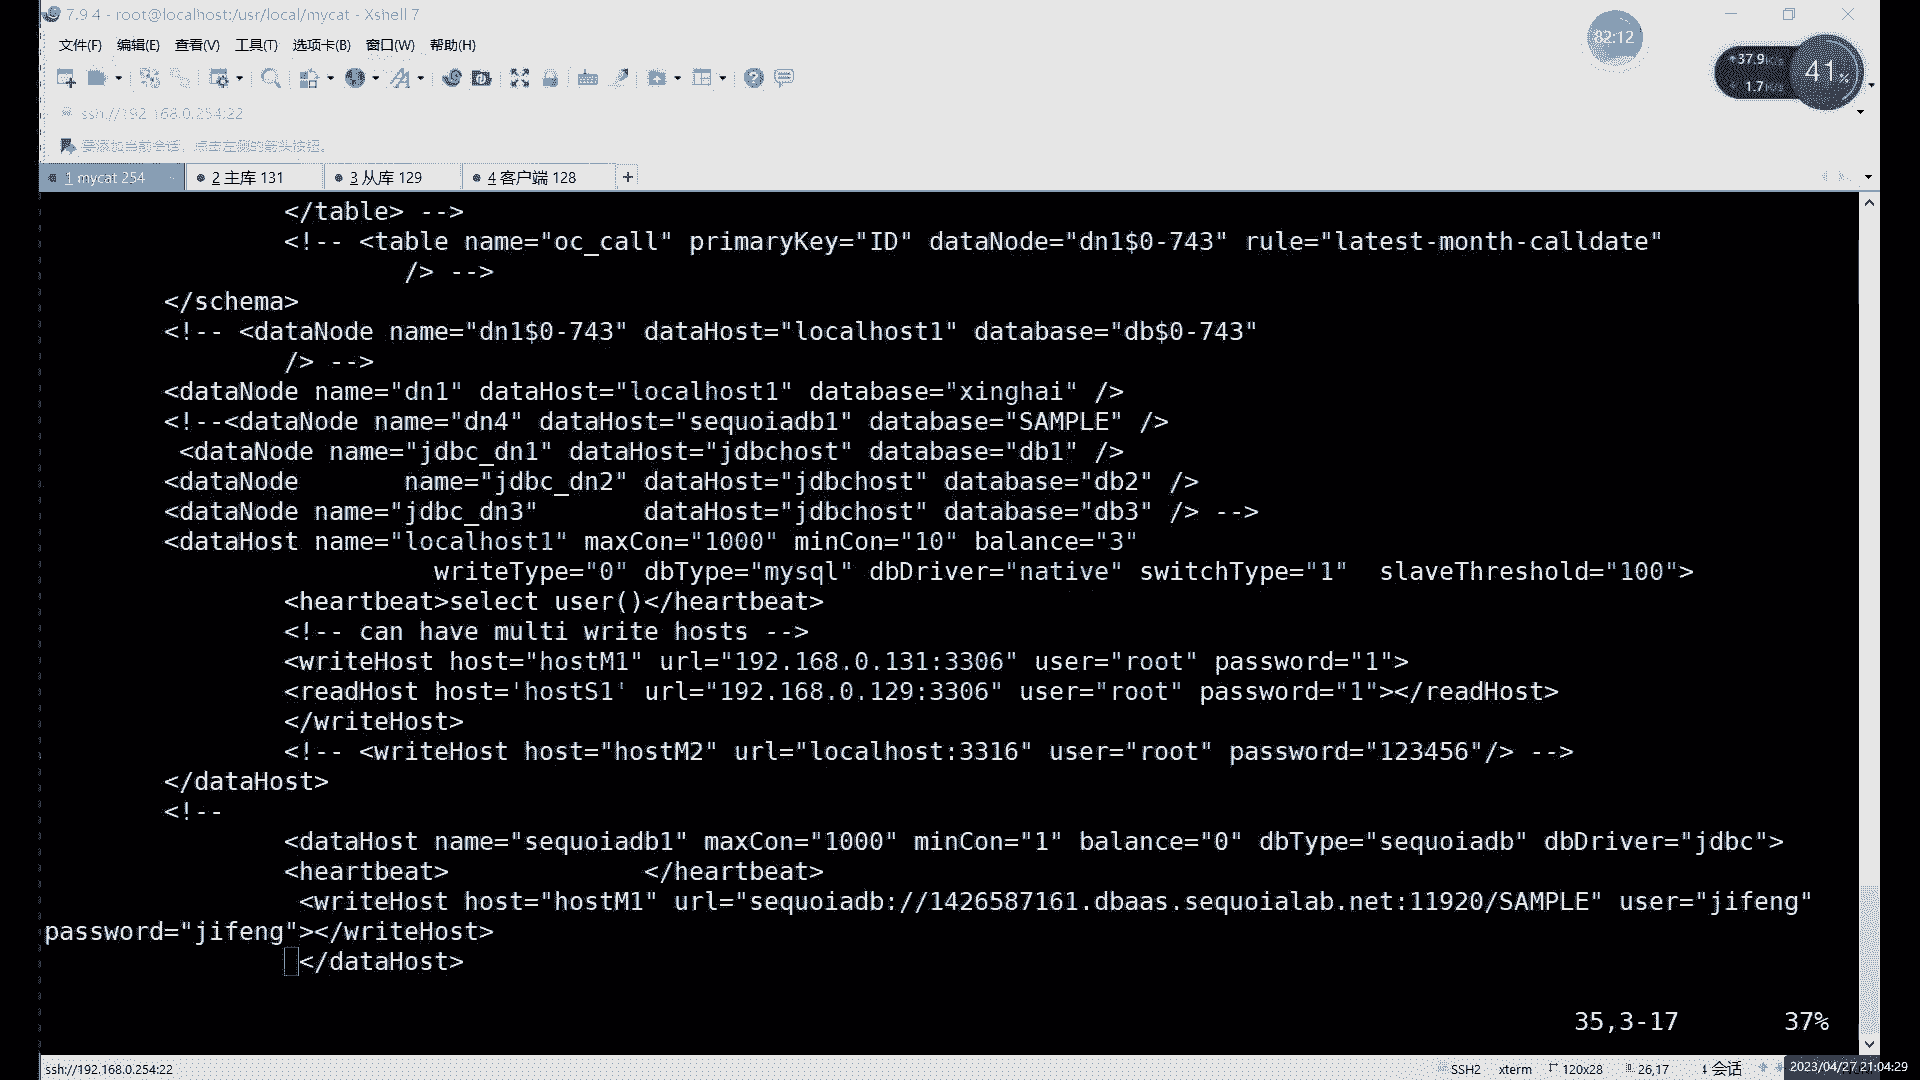 7.9 4 - root@localhost:/usr/local/mycat - Xshell 7
文件(F) 编辑(E) 查看(V) 工具(T) 选项卡(B) 窗口(W) 帮助(H)
82:12
37.9K/s
1.7K/s
41%
ssh://192.168.0.254:22
要添加当前会话，点击左侧的箭头按钮。
1 mycat 254
2 主库 131
3 从库 129
4 客户端 128
+
</table> -->
<!-- <table name="oc_call" primaryKey="ID" dataNode="dn1$0-743" rule="latest-month-calldate"
/> -->
</schema>
<!-- <dataNode name="dn1$0-743" dataHost="localhost1" database="db$0-743"
/> -->
<dataNode name="dn1" dataHost="localhost1" database="xinghai" />
<!--<dataNode name="dn4" dataHost="sequoiadb1" database="SAMPLE" />
<dataNode name="jdbc_dn1" dataHost="jdbchost" database="db1" />
<dataNode name="jdbc_dn2" dataHost="jdbchost" database="db2" />
<dataNode name="jdbc_dn3" dataHost="jdbchost" database="db3" /> -->
<dataHost name="localhost1" maxCon="1000" minCon="10" balance="3"
writeType="0" dbType="mysql" dbDriver="native" switchType="1" slaveThreshold="100">
<heartbeat>select user()</heartbeat>
<!-- can have multi write hosts -->
<writeHost host="hostM1" url="192.168.0.131:3306" user="root" password="1">
<readHost host='hostS1' url="192.168.0.129:3306" user="root" password="1"></readHost>
</writeHost>
<!-- <writeHost host="hostM2" url="localhost:3316" user="root" password="123456"/> -->
</dataHost>
<!--
<dataHost name="sequoiadb1" maxCon="1000" minCon="1" balance="0" dbType="sequoiadb" dbDriver="jdbc">
<heartbeat> </heartbeat>
<writeHost host="hostM1" url="sequoiadb://1426587161.dbaas.sequoialab.net:11920/SAMPLE" user="jifeng"
password="jifeng"></writeHost>
</dataHost>
35,3-17 37%
ssh://192.168.0.254:22 SSH2 xterm 120x28 26,17 1 会话
2023/04/27 21:04:29